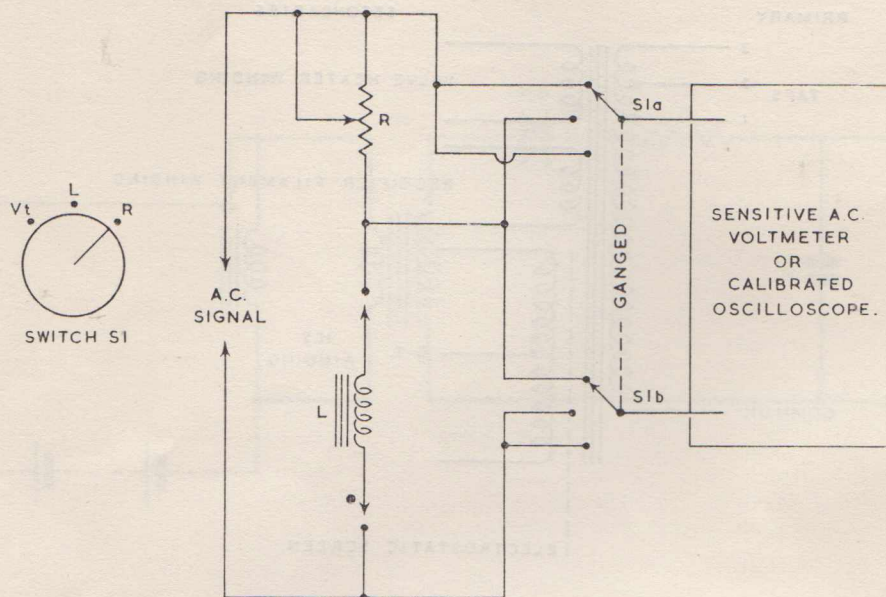 S1a
R
L
Vt
R
SENSITIVE A.C.
VOLTMETER
OR
CALIBRATED
OSCILLOSCOPE.
GANGED
A.C.
SIGNAL
SWITCH S1
L
S1b